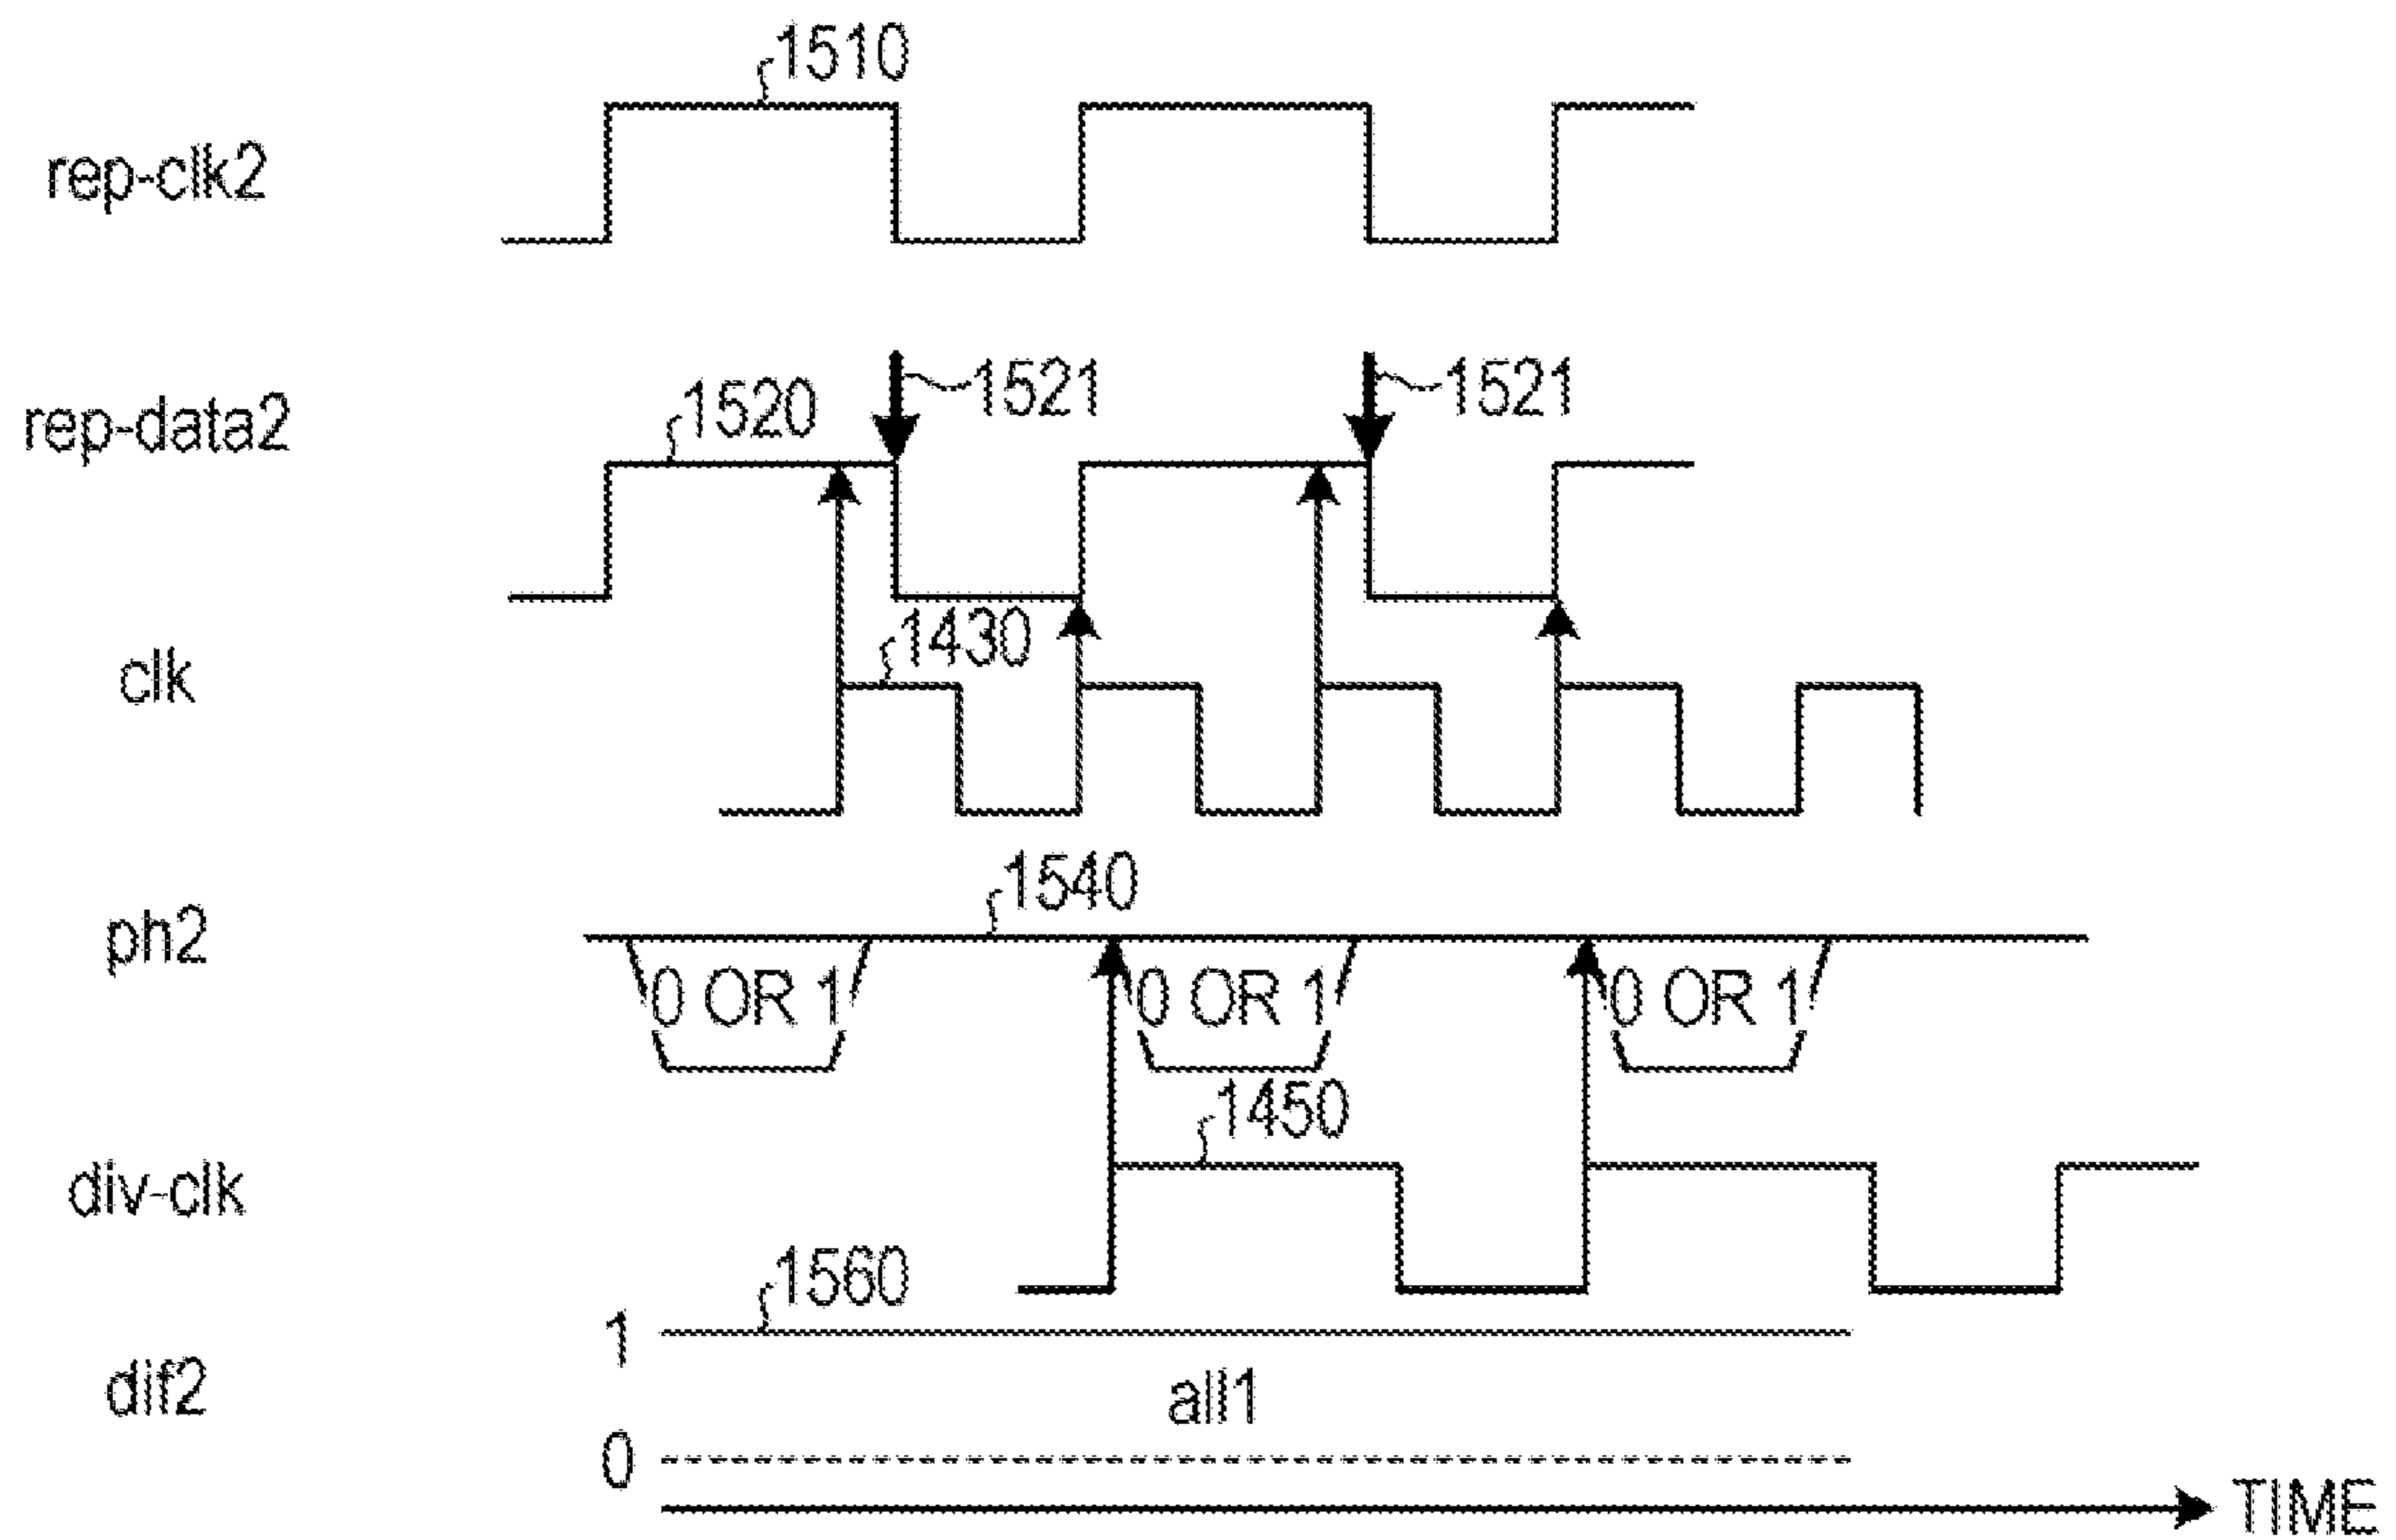 1510
rep-clk2
1521
1521
1520
rep-data2
1430
clk
1540
ph2
0 OR 1
0 OR 1
0 OR 1
1450
div-clk
1560
1
dif2
all1
0
TIME